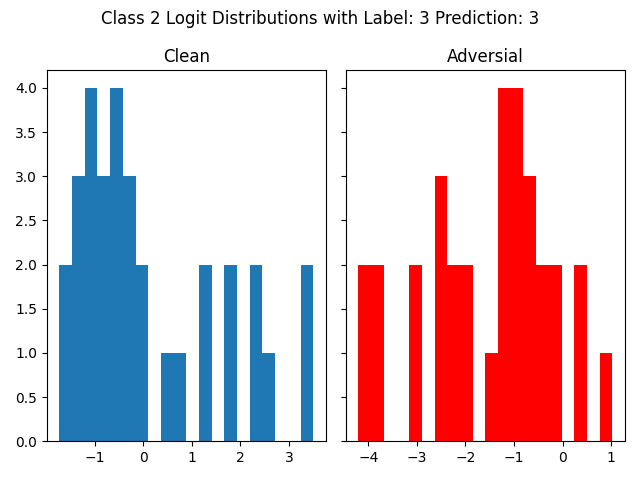 Class 2 Logit Distributions with Label: 3 Prediction: 3
Clean
Adversial
4.0
3.5
3.0
2.5
2.0
1.5
1.0
0.5
0.0
−1 0 1 2 3
−4 −3 −2 −1 0 1